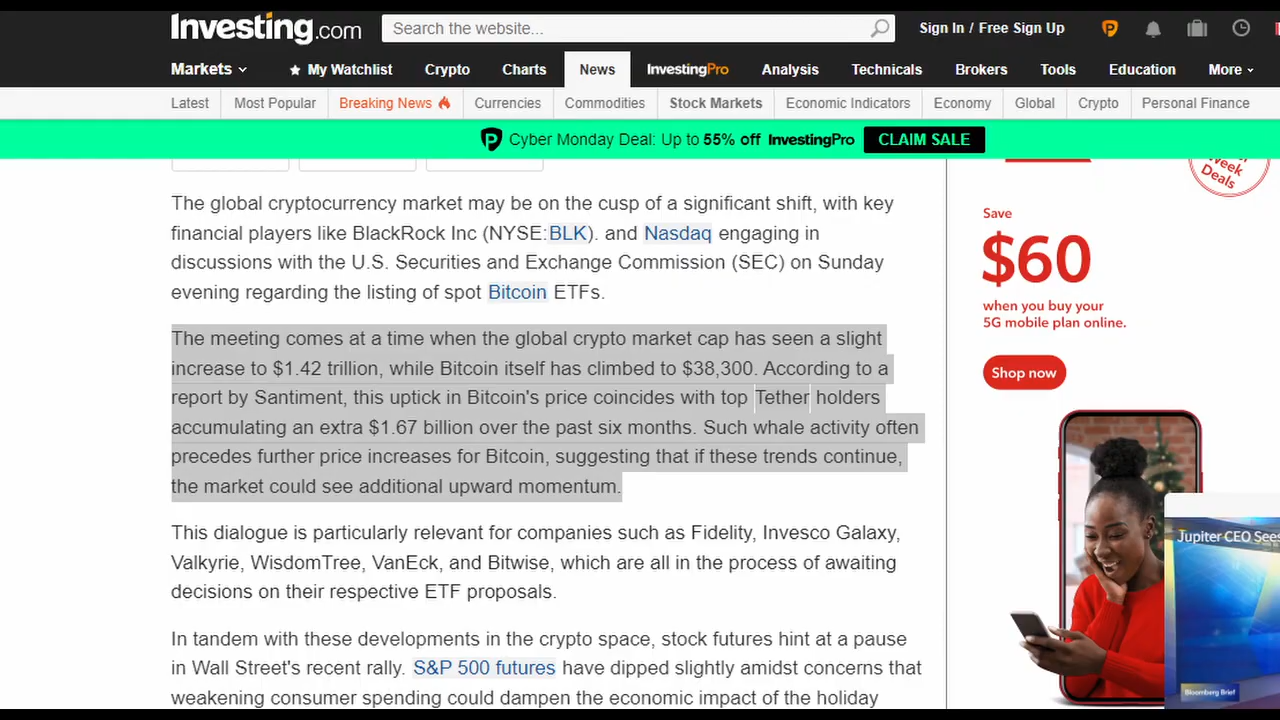 Investing.com
Search the website...
Sign In / Free Sign Up
Markets
My Watchlist
Crypto
Charts
News
InvestingPro
Analysis
Technicals
Brokers
Tools
Education
More
Latest
Most Popular
Breaking News
Currencies
Commodities
Stock Markets
Economic Indicators
Economy
Global
Crypto
Personal Finance
Cyber Monday Deal: Up to 55% off InvestingPro
CLAIM SALE
The global cryptocurrency market may be on the cusp of a significant shift, with key
financial players like BlackRock Inc (NYSE:BLK). and Nasdaq engaging in
discussions with the U.S. Securities and Exchange Commission (SEC) on Sunday
evening regarding the listing of spot Bitcoin ETFs.
The meeting comes at a time when the global crypto market cap has seen a slight
increase to $1.42 trillion, while Bitcoin itself has climbed to $38,300. According to a
report by Santiment, this uptick in Bitcoin's price coincides with top Tether holders
accumulating an extra $1.67 billion over the past six months. Such whale activity often
precedes further price increases for Bitcoin, suggesting that if these trends continue,
the market could see additional upward momentum.
This dialogue is particularly relevant for companies such as Fidelity, Invesco Galaxy,
Valkyrie, WisdomTree, VanEck, and Bitwise, which are all in the process of awaiting
decisions on their respective ETF proposals.
In tandem with these developments in the crypto space, stock futures hint at a pause
in Wall Street's recent rally. S&P 500 futures have dipped slightly amidst concerns that
weakening consumer spending could dampen the economic impact of the holiday
Week
Deals
Save
$60
when you buy your
5G mobile plan online.
Shop now
Jupiter CEO Sees
Bloomberg Brief